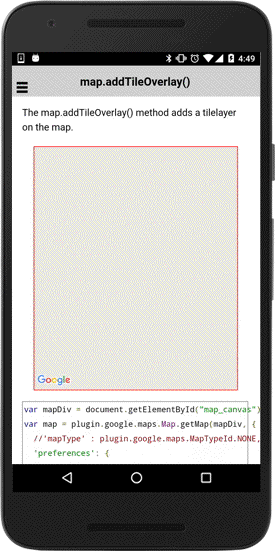 4:49
map.addTileOverlay()
The map.addTileOverlay() method adds a tilelayer
on the map.
Google
var mapDiv = document.getElementById("map_canvas")
var map = plugin.google.maps.Map.getMap(mapDiv, {
//'mapType' : plugin.google.maps.MapTypeId.NONE,
'preferences': {